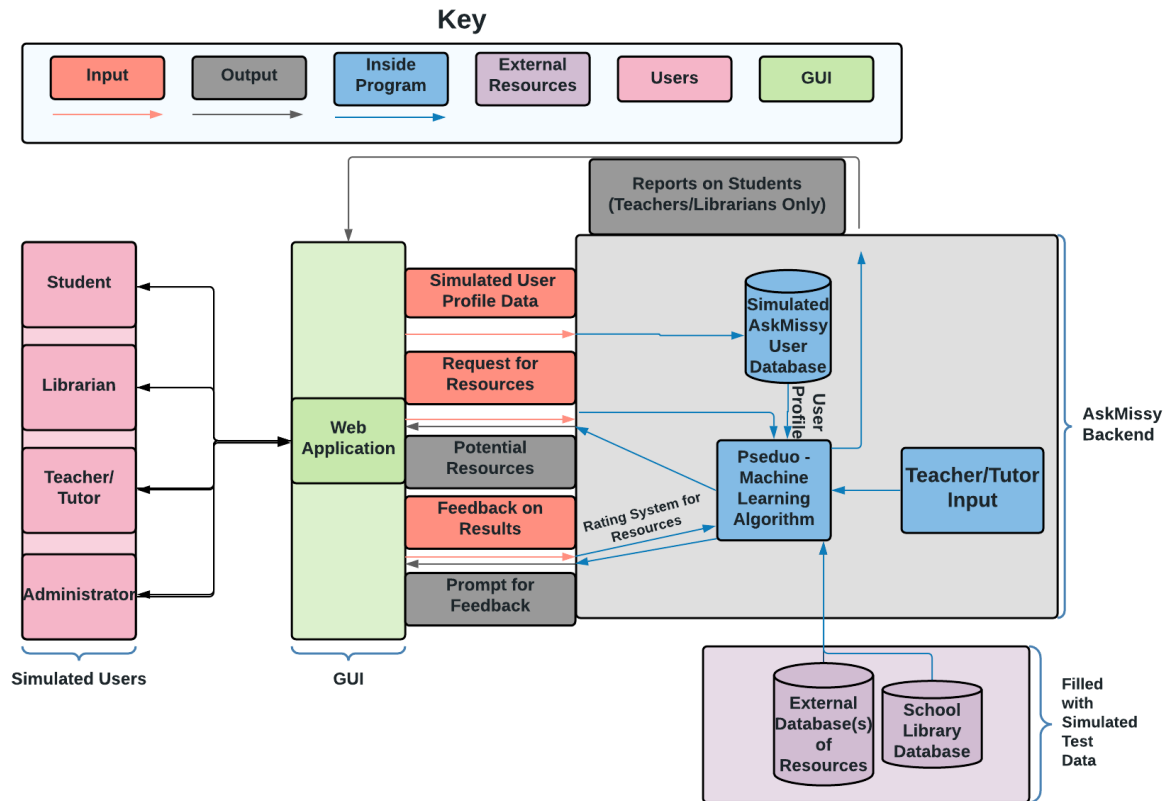 Key
Input
Output
Inside
Program
External
Resources
Users
GUI
Reports on Students
(Teachers/Librarians Only)
Student
Librarian
Teacher/
Tutor
Administrator
Simulated Users
Web
Application
GUI
Simulated User
Profile Data
Request for
Resources
Potential
Resources
Feedback on
Results
Prompt for
Feedback
Simulated
AskMissy
User
Database
User
Profile
Pseduo -
Machine
Learning
Algorithm
Rating System for
Resources
Teacher/Tutor
Input
AskMissy
Backend
External
Database(s)
of
Resources
School
Library
Database
Filled
with
Simulated
Test
Data